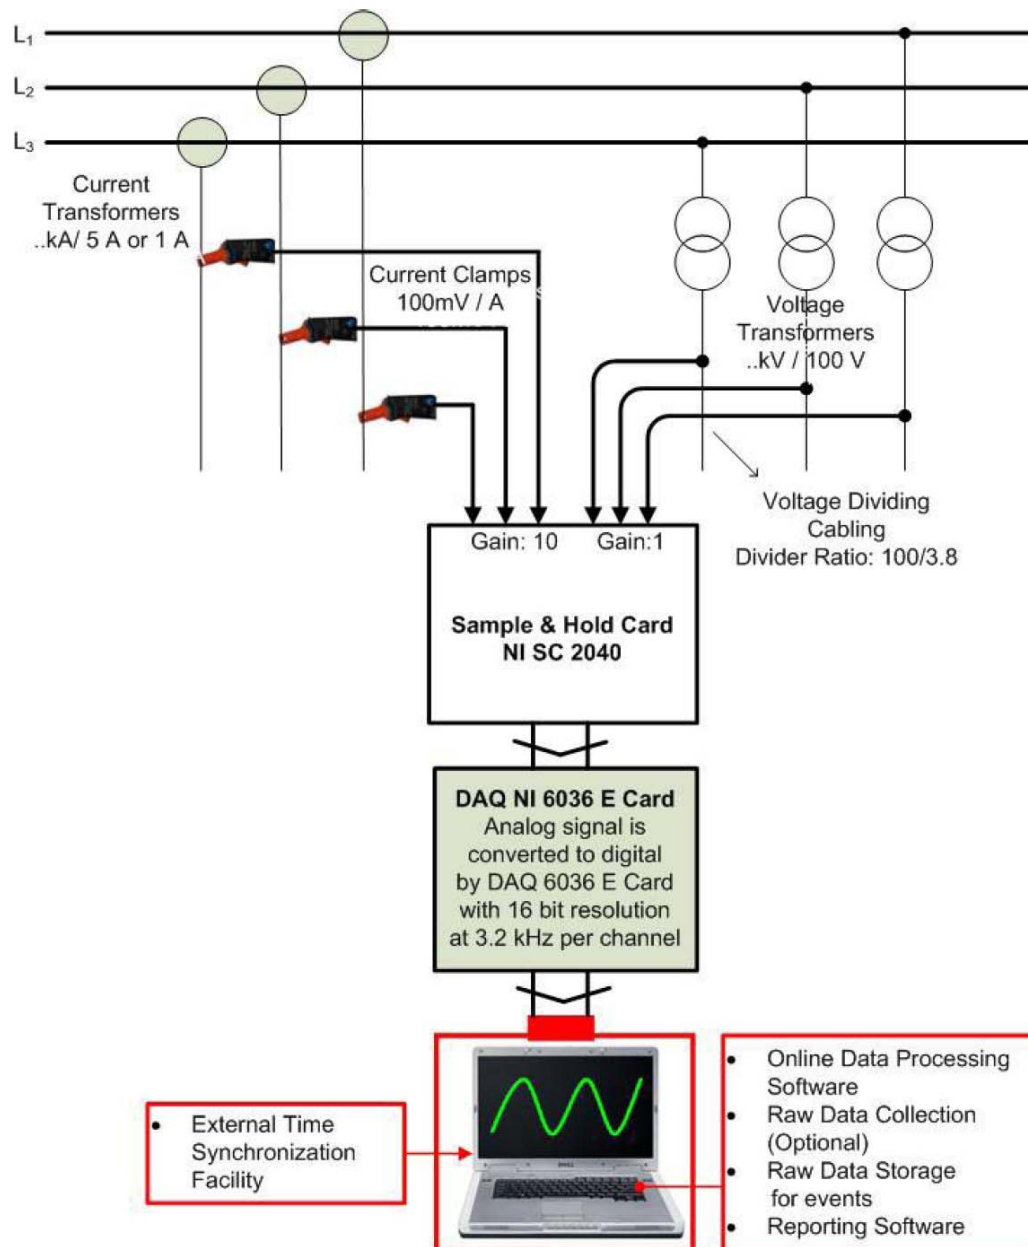 L₁
L₂
L₃
Current
Transformers
..kA/ 5 A or 1 A
Current Clamps
100mV / A
Voltage
Transformers
..kV / 100 V
Voltage Dividing
Cabling
Divider Ratio: 100/3.8
Gain: 10
Gain:1
Sample & Hold Card
NI SC 2040
DAQ NI 6036 E Card
Analog signal is
converted to digital
by DAQ 6036 E Card
with 16 bit resolution
at 3.2 kHz per channel
• External Time
Synchronization
Facility
DELL
• Online Data Processing
Software
• Raw Data Collection
(Optional)
• Raw Data Storage
for events
• Reporting Software